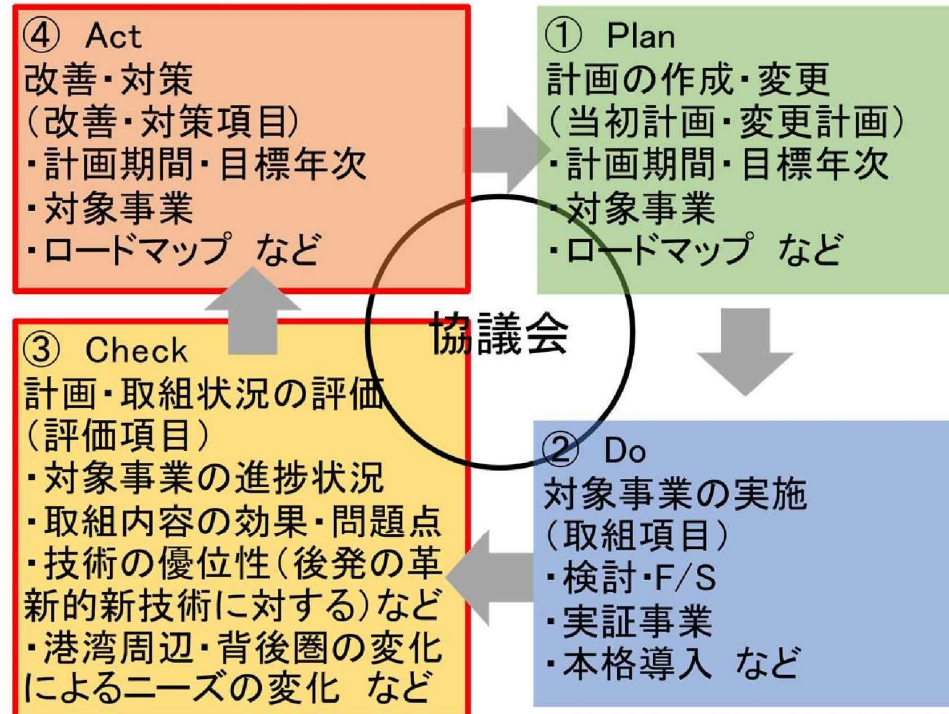 ④ Act
改善・対策
(改善・対策項目)
・計画期間・目標年次
・対象事業
・ロードマップ など
① Plan
計画の作成・変更
(当初計画・変更計画)
・計画期間・目標年次
・対象事業
・ロードマップ など
協議会
③ Check
計画・取組状況の評価
(評価項目)
・対象事業の進捗状況
・取組内容の効果・問題点
・技術の優位性(後発の革
新的新技術に対する)など
・港湾周辺・背後圏の変化
によるニーズの変化 など
② Do
対象事業の実施
(取組項目)
・検討・F/S
・実証事業
・本格導入 など